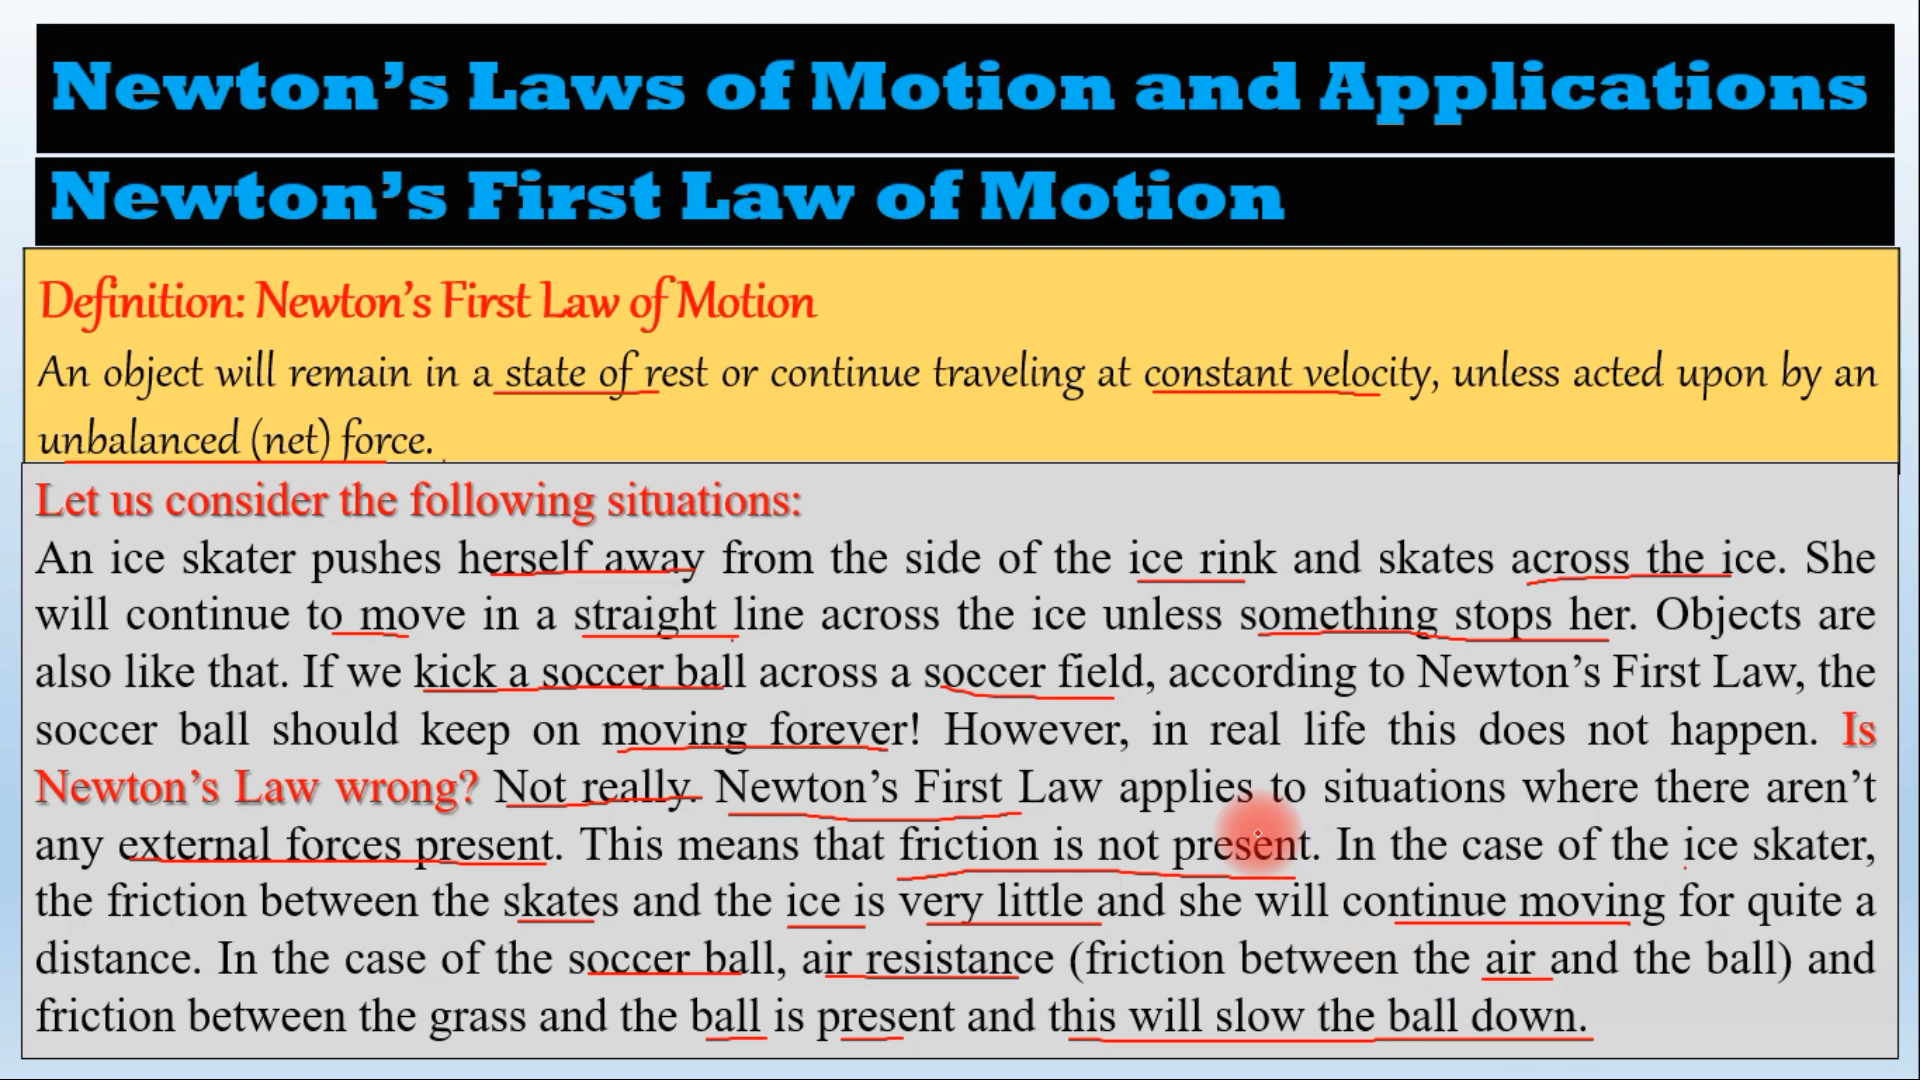 Newton’s Laws of Motion and Applications
Newton’s First Law of Motion
Definition: Newton’s First Law of Motion
An object will remain in a state of rest or continue traveling at constant velocity, unless acted upon by an
unbalanced (net) force.
Let us consider the following situations:
An ice skater pushes herself away from the side of the ice rink and skates across the ice. She
will continue to move in a straight line across the ice unless something stops her. Objects are
also like that. If we kick a soccer ball across a soccer field, according to Newton’s First Law, the
soccer ball should keep on moving forever! However, in real life this does not happen. Is
Newton’s Law wrong? Not really. Newton’s First Law applies to situations where there aren’t
any external forces present. This means that friction is not present. In the case of the ice skater,
the friction between the skates and the ice is very little and she will continue moving for quite a
distance. In the case of the soccer ball, air resistance (friction between the air and the ball) and
friction between the grass and the ball is present and this will slow the ball down.